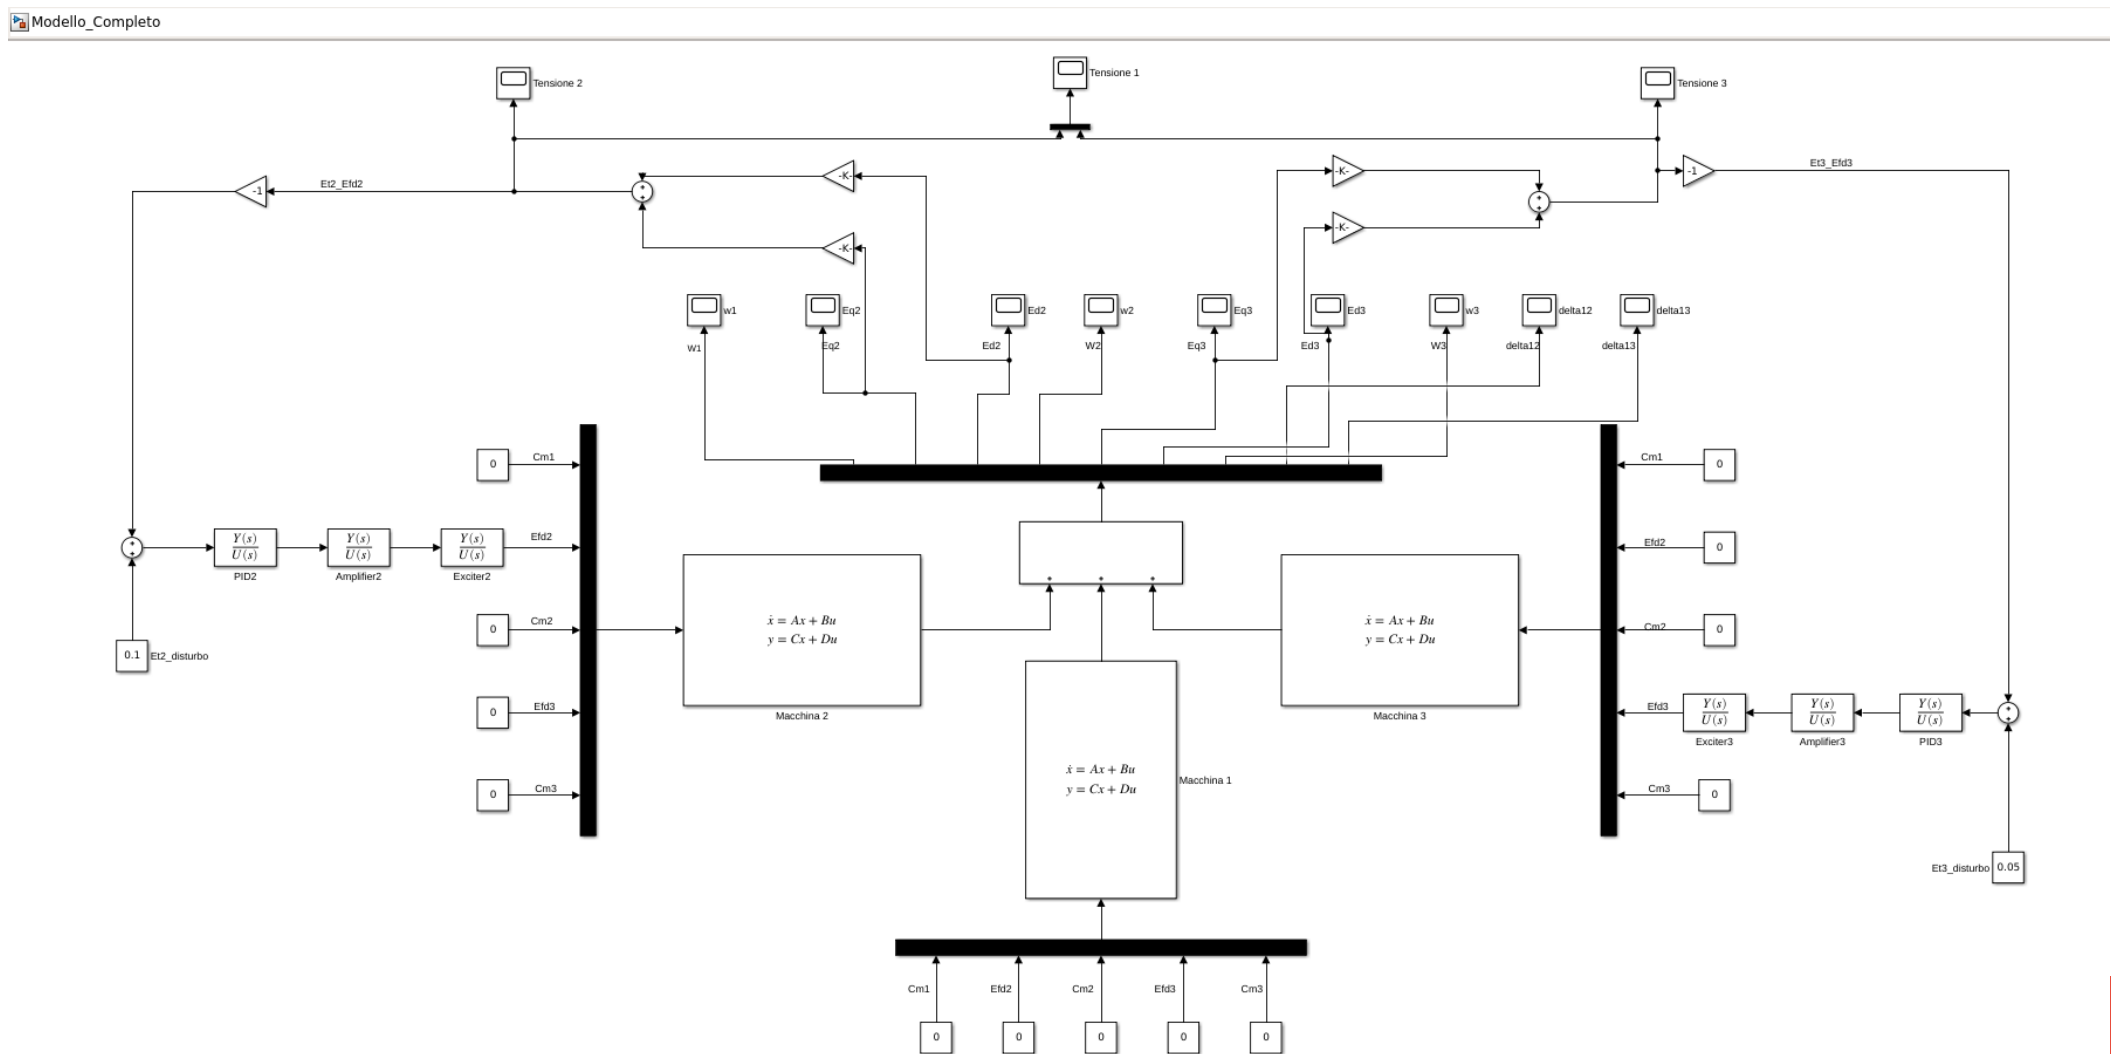 Modello_Completo
Tensione 2
Tensione 1
Tensione 3
-1
Et2_Efd2
-K-
-K-
-K-
-K-
-1
Et3_Efd3
w1
Eq2
Ed2
w2
Eq3
Ed3
w3
delta12
delta13
W1
Eq2
Ed2
W2
Eq3
Ed3
W3
delta12
delta13
0
Cm1
Cm1
0
Y(s)
U(s)
PID2
Y(s)
U(s)
Amplifier2
Y(s)
U(s)
Exciter2
Efd2
Efd2
0
0.1
Et2_disturbo
0
Cm2
ẋ = Ax + Bu
y = Cx + Du
Macchina 2
ẋ = Ax + Bu
y = Cx + Du
Macchina 3
Cm2
0
0
Efd3
Efd3
Y(s)
U(s)
Exciter3
Y(s)
U(s)
Amplifier3
Y(s)
U(s)
PID3
ẋ = Ax + Bu
y = Cx + Du
Macchina 1
0
Cm3
Cm3
0
Et3_disturbo
0.05
Cm1
Efd2
Cm2
Efd3
Cm3
0
0
0
0
0